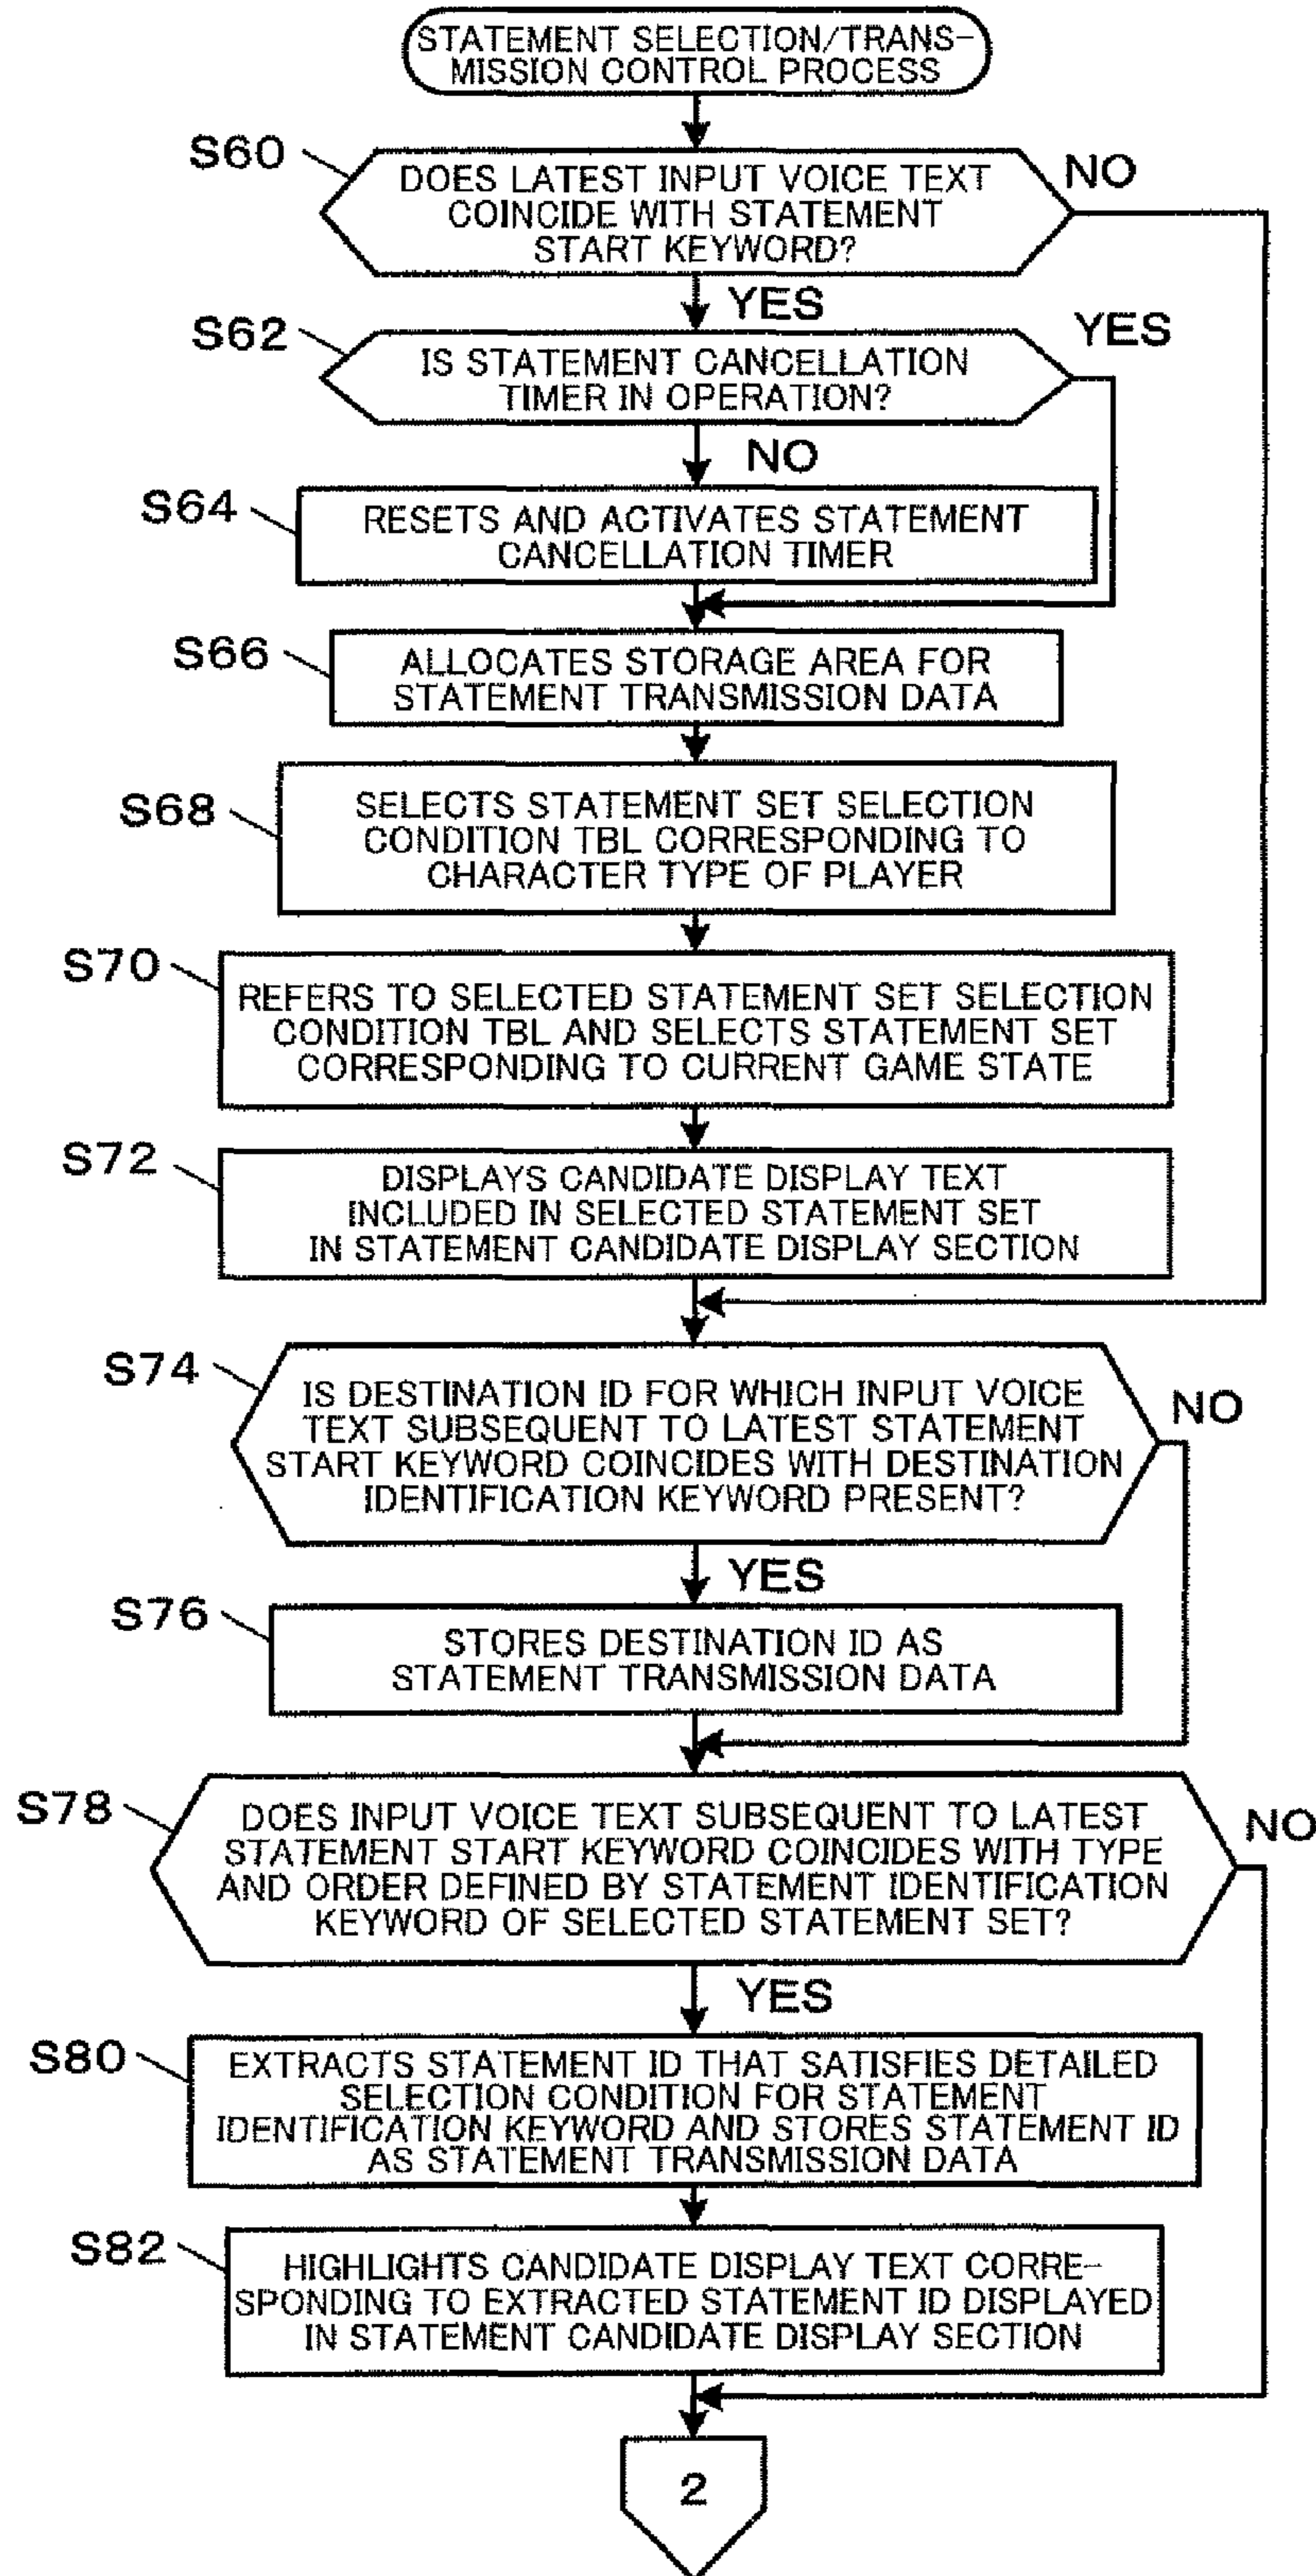 STATEMENT SELECTION/TRANS-
MISSION CONTROL PROCESS
S60
DOES LATEST INPUT VOICE TEXT
COINCIDE WITH STATEMENT
START KEYWORD?
NO
YES
S62
IS STATEMENT CANCELLATION
TIMER IN OPERATION?
YES
NO
S64
RESETS AND ACTIVATES STATEMENT
CANCELLATION TIMER
S66
ALLOCATES STORAGE AREA FOR
STATEMENT TRANSMISSION DATA
S68
SELECTS STATEMENT SET SELECTION
CONDITION TBL CORRESPONDING TO
CHARACTER TYPE OF PLAYER
S70
REFERS TO SELECTED STATEMENT SET SELECTION
CONDITION TBL AND SELECTS STATEMENT SET
CORRESPONDING TO CURRENT GAME STATE
S72
DISPLAYS CANDIDATE DISPLAY TEXT
INCLUDED IN SELECTED STATEMENT SET
IN STATEMENT CANDIDATE DISPLAY SECTION
S74
IS DESTINATION ID FOR WHICH INPUT VOICE
TEXT SUBSEQUENT TO LATEST STATEMENT
START KEYWORD COINCIDES WITH DESTINATION
IDENTIFICATION KEYWORD PRESENT?
NO
YES
S76
STORES DESTINATION ID AS
STATEMENT TRANSMISSION DATA
S78
DOES INPUT VOICE TEXT SUBSEQUENT TO LATEST
STATEMENT START KEYWORD COINCIDES WITH TYPE
AND ORDER DEFINED BY STATEMENT IDENTIFICATION
KEYWORD OF SELECTED STATEMENT SET?
NO
YES
S80
EXTRACTS STATEMENT ID THAT SATISFIES DETAILED
SELECTION CONDITION FOR STATEMENT
IDENTIFICATION KEYWORD AND STORES STATEMENT ID
AS STATEMENT TRANSMISSION DATA
S82
HIGHLIGHTS CANDIDATE DISPLAY TEXT CORRE-
SPONDING TO EXTRACTED STATEMENT ID DISPLAYED
IN STATEMENT CANDIDATE DISPLAY SECTION
2